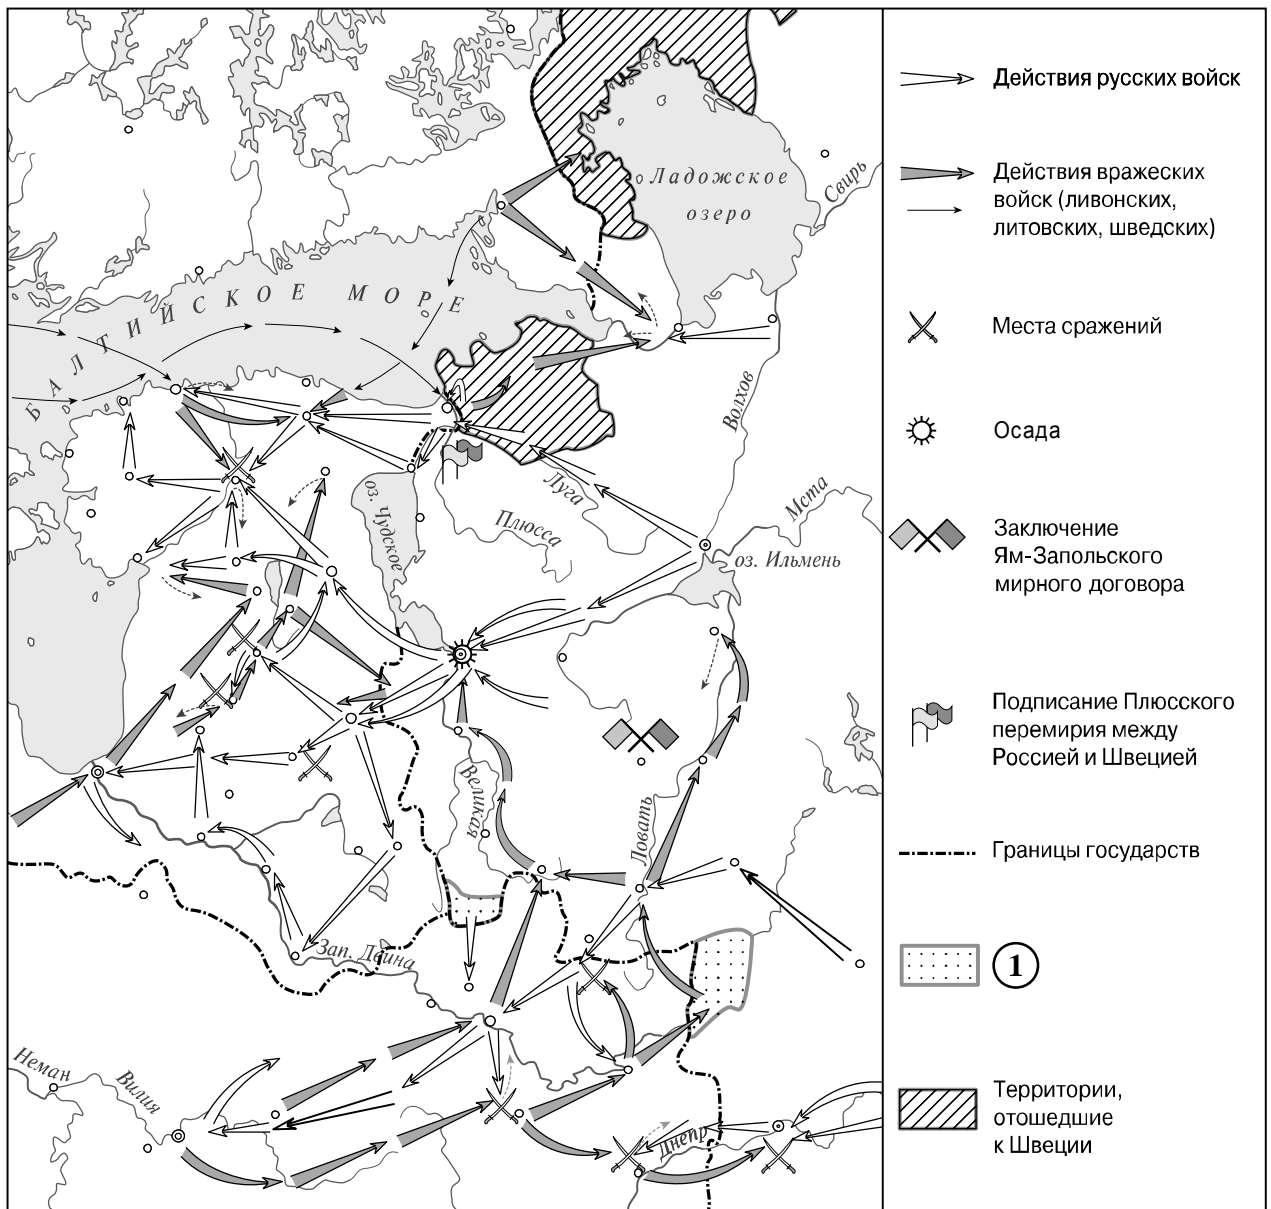 Ладожское
озеро
Свирь
БАЛТИЙСКОЕ МОРЕ
Волхов
Луга
Мста
оз. Чудское
Плюсса
оз. Ильмень
Великая
Ловать
Зап. Двина
Неман
Вилия
Днепр
Действия русских войск
Действия вражеских
войск (ливонских,
литовских, шведских)
Места сражений
Осада
Заключение
Ям-Запольского
мирного договора
Подписание Плюсского
перемирия между
Россией и Швецией
Границы государств
1
Территории,
отошедшие
к Швеции